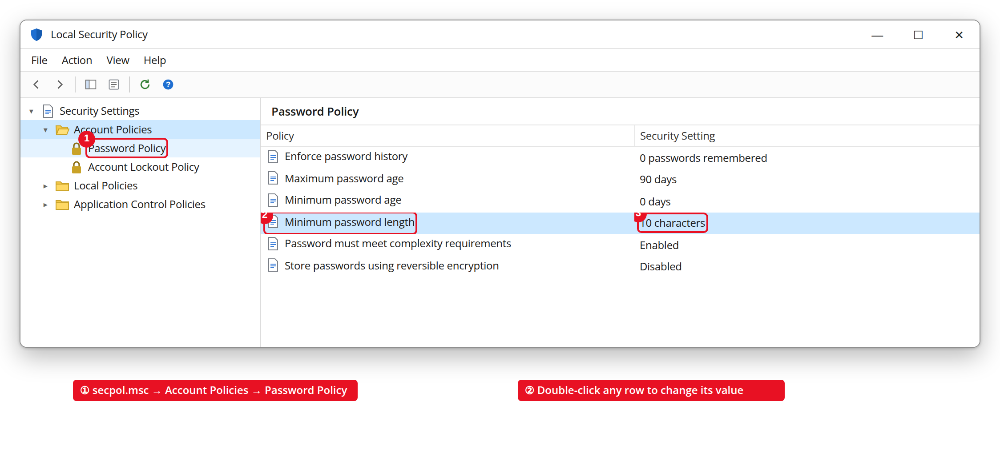 Local Security Policy
File Action View Help
Security Settings
Account Policies
1
Password Policy
Account Lockout Policy
Local Policies
Application Control Policies
Password Policy
Policy Security Setting
Enforce password history 0 passwords remembered
Maximum password age 90 days
Minimum password age 0 days
2 3
Minimum password length 10 characters
Password must meet complexity requirements Enabled
Store passwords using reversible encryption Disabled
① secpol.msc → Account Policies → Password Policy
② Double-click any row to change its value